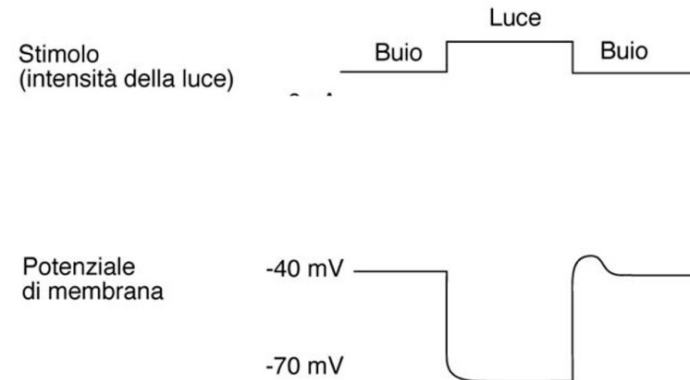 Luce
Stimolo
(intensità della luce)
Buio
Buio
Potenziale
di membrana
-40 mV
-70 mV